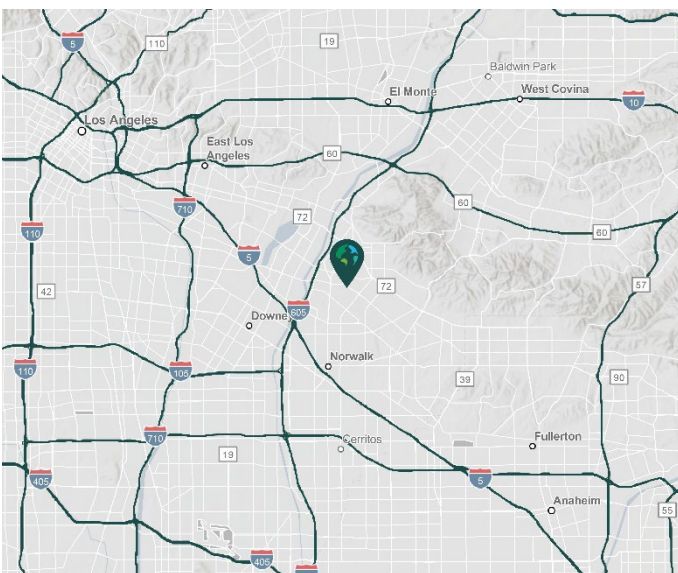 5
110
19
Baldwin Park
El Monte
West Covina
10
Los Angeles
East Los
Angeles
60
710
72
60
110
60
5
42
72
57
605
Downe
Norwalk
110
105
39
90
710
19
Cerritos
Fullerton
405
5
Anaheim
55
405